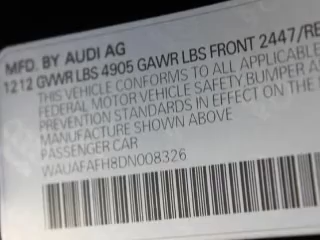 MFD. BY AUDI AG
1212 GVWR LBS 4905 GAWR LBS FRONT 2447/RE
THIS VEHICLE CONFORMS TO ALL APPLICABLE
FEDERAL MOTOR VEHICLE SAFETY BUMPER A
PREVENTION STANDARDS IN EFFECT ON THE
MANUFACTURE SHOWN ABOVE
PASSENGER CAR
WAUAFAFH8DN008326